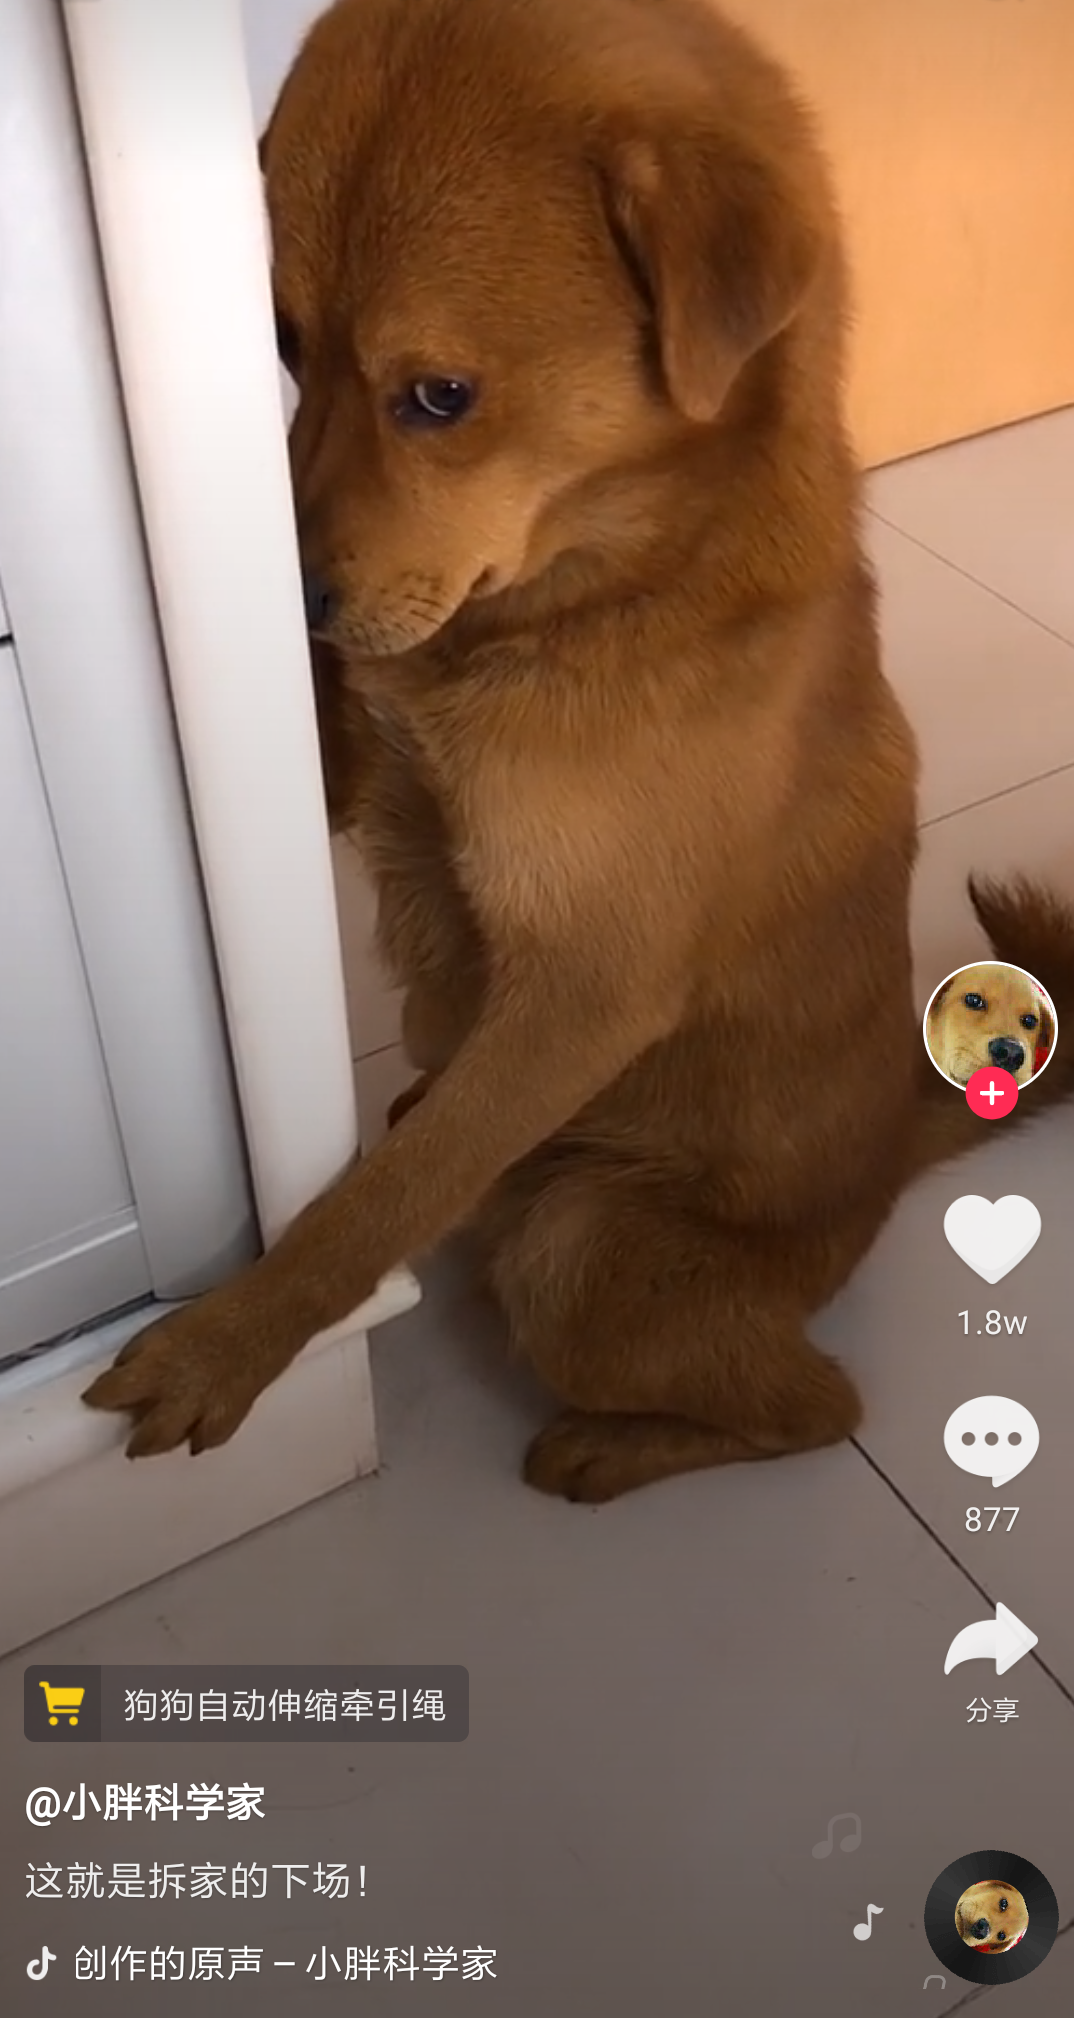 1.8w
877
分享
狗狗自动伸缩牵引绳
@小胖科学家
这就是拆家的下场！
创作的原声 – 小胖科学家